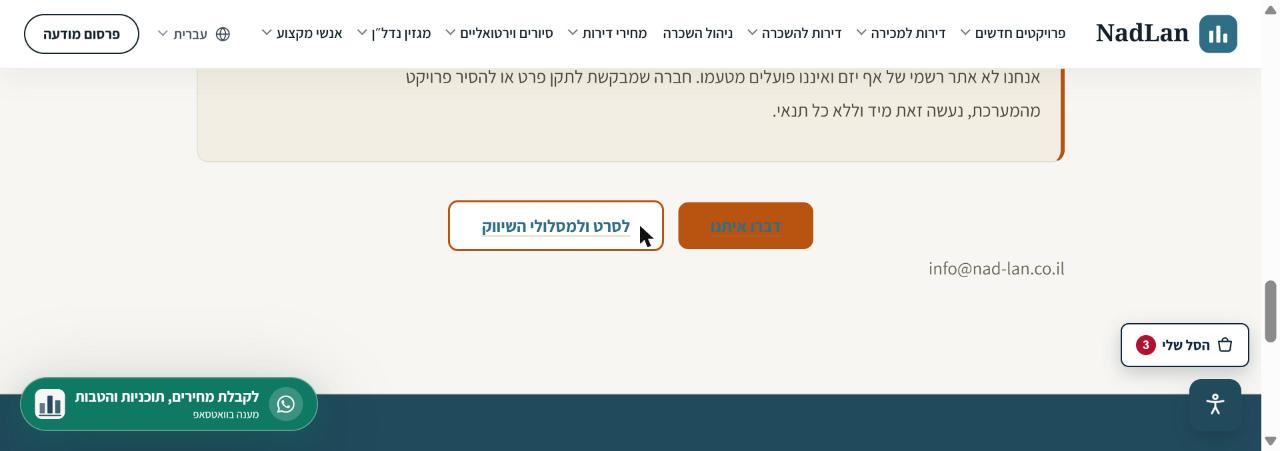 NadLan
פרויקטים חדשים
דירות למכירה
דירות להשכרה
ניהול השכרה
מחירי דירות
סיורים וירטואליים
מגזין נדל״ן
אנשי מקצוע
עברית
פרסום מודעה
אנחנו לא אתר רשמי של אף יזם ואיננו פועלים מטעמו. חברה שמבקשת לתקן פרט או להסיר פרויקט
מהמערכת, נעשה זאת מיד וללא כל תנאי.
דברו איתנו
לסרט ולמסלולי השיווק
info@nad-lan.co.il
הסל שלי 3
לקבלת מחירים, תוכניות והטבות
מענה בוואטסאפ